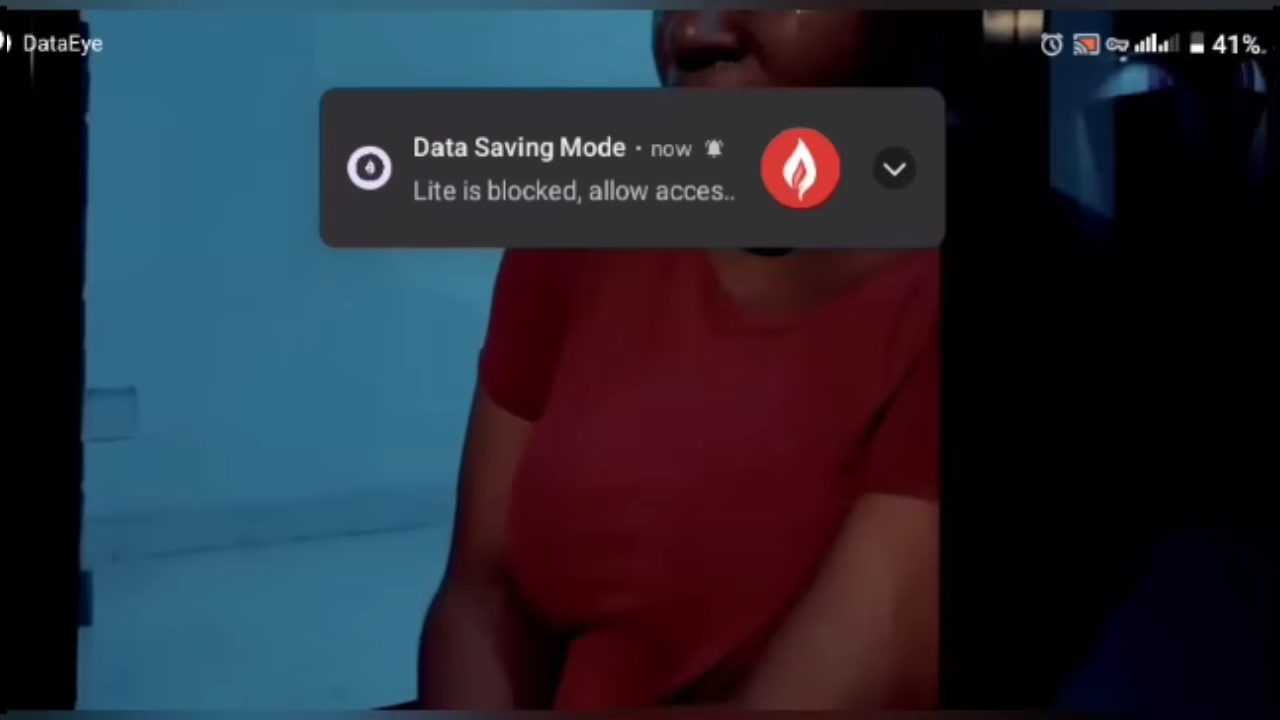 DataEye
41%
Data Saving Mode • now
Lite is blocked, allow acces..